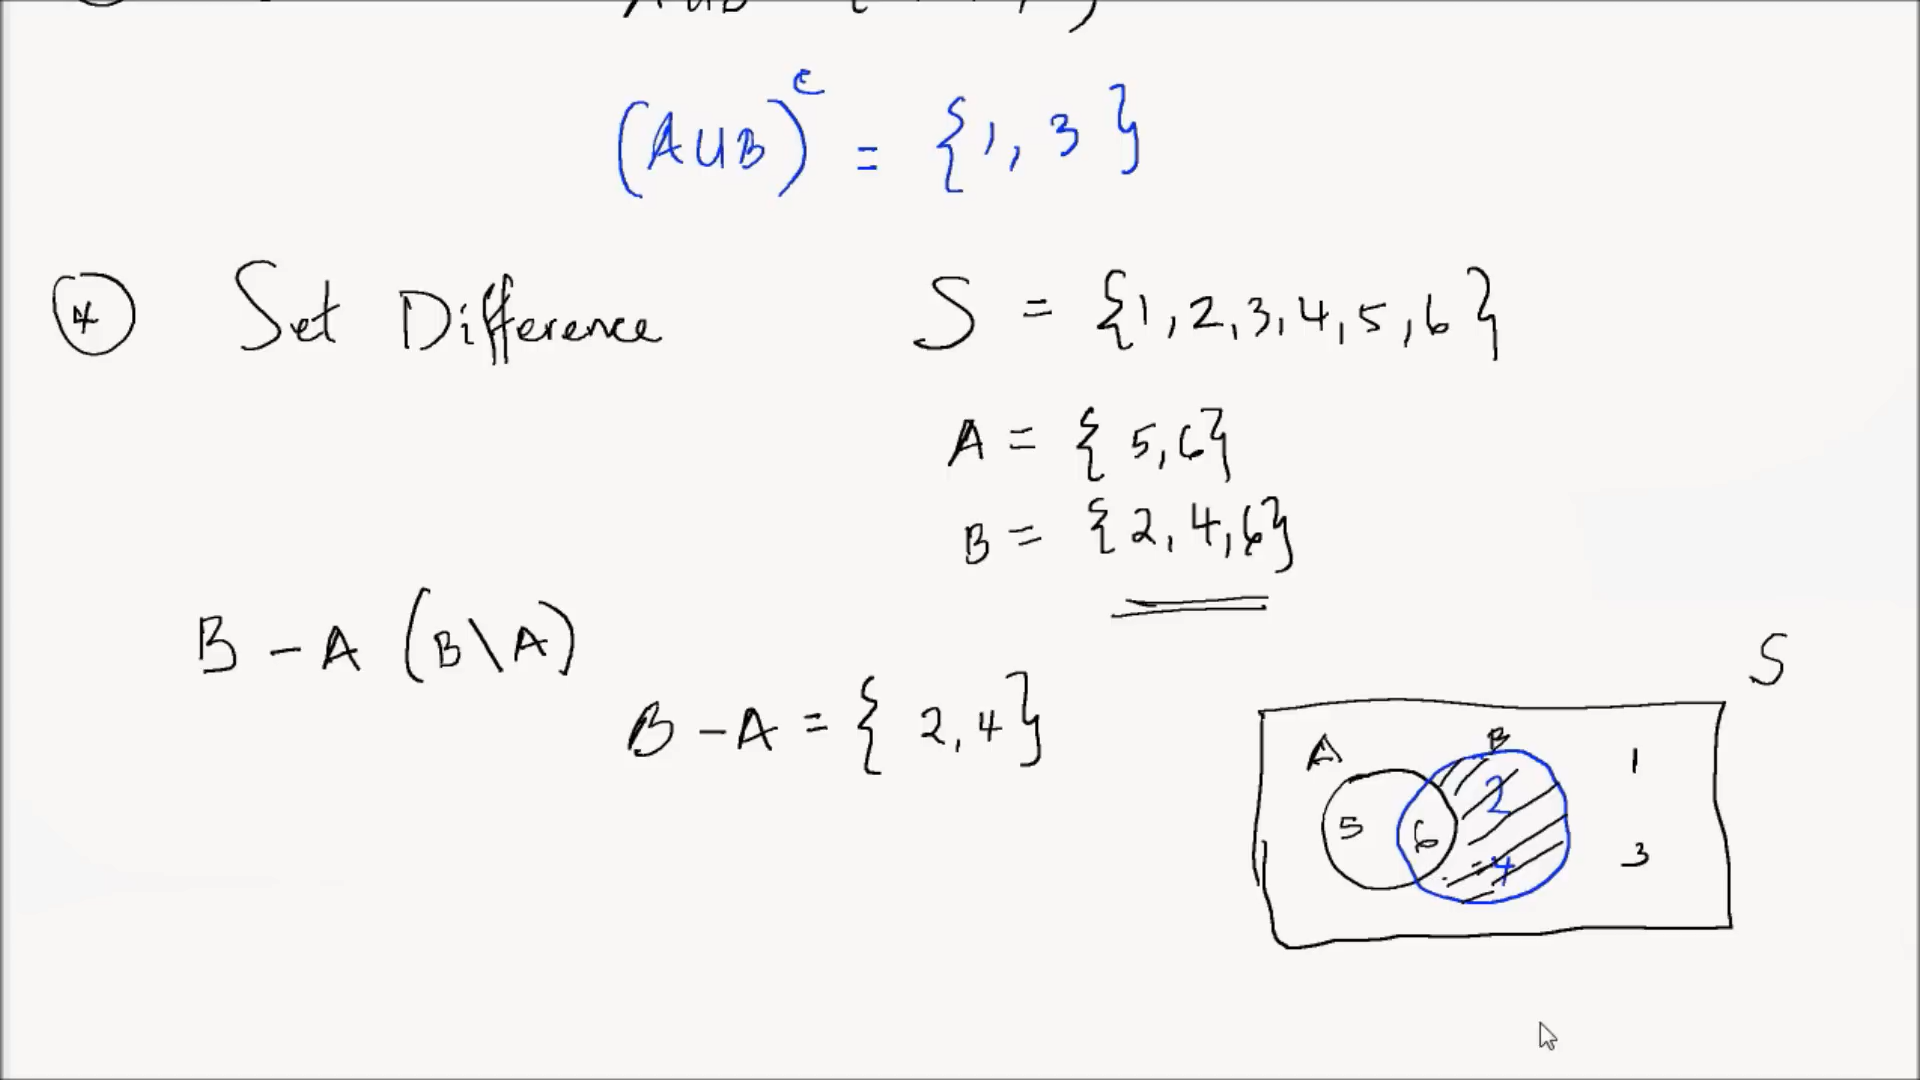 (A∪B)ᶜ = {1, 3}
④ Set Difference S = {1,2,3,4,5,6}
A = {5,6}
B = {2,4,6}
B - A (B\A)
S
B - A = {2,4}
A B 1
2
5 6
4 3